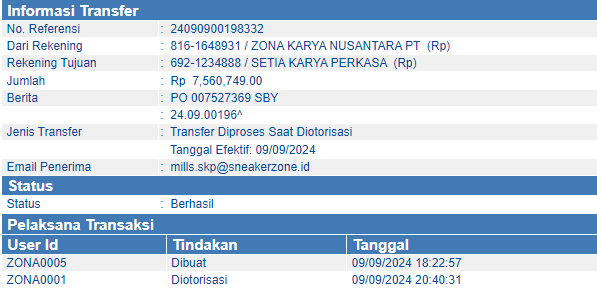 Informasi Transfer
No. Referensi : 24090900198332
Dari Rekening : 816-1648931 / ZONA KARYA NUSANTARA PT (Rp)
Rekening Tujuan : 692-1234888 / SETIA KARYA PERKASA (Rp)
Jumlah : Rp 7,560,749.00
Berita : PO 007527369 SBY
: 24.09.00196^
Jenis Transfer : Transfer Diproses Saat Diotorisasi
Tanggal Efektif: 09/09/2024
Email Penerima : mills.skp@sneakerzone.id
Status
Status : Berhasil
Pelaksana Transaksi
User Id Tindakan Tanggal
ZONA0005 Dibuat 09/09/2024 18:22:57
ZONA0001 Diotorisasi 09/09/2024 20:40:31